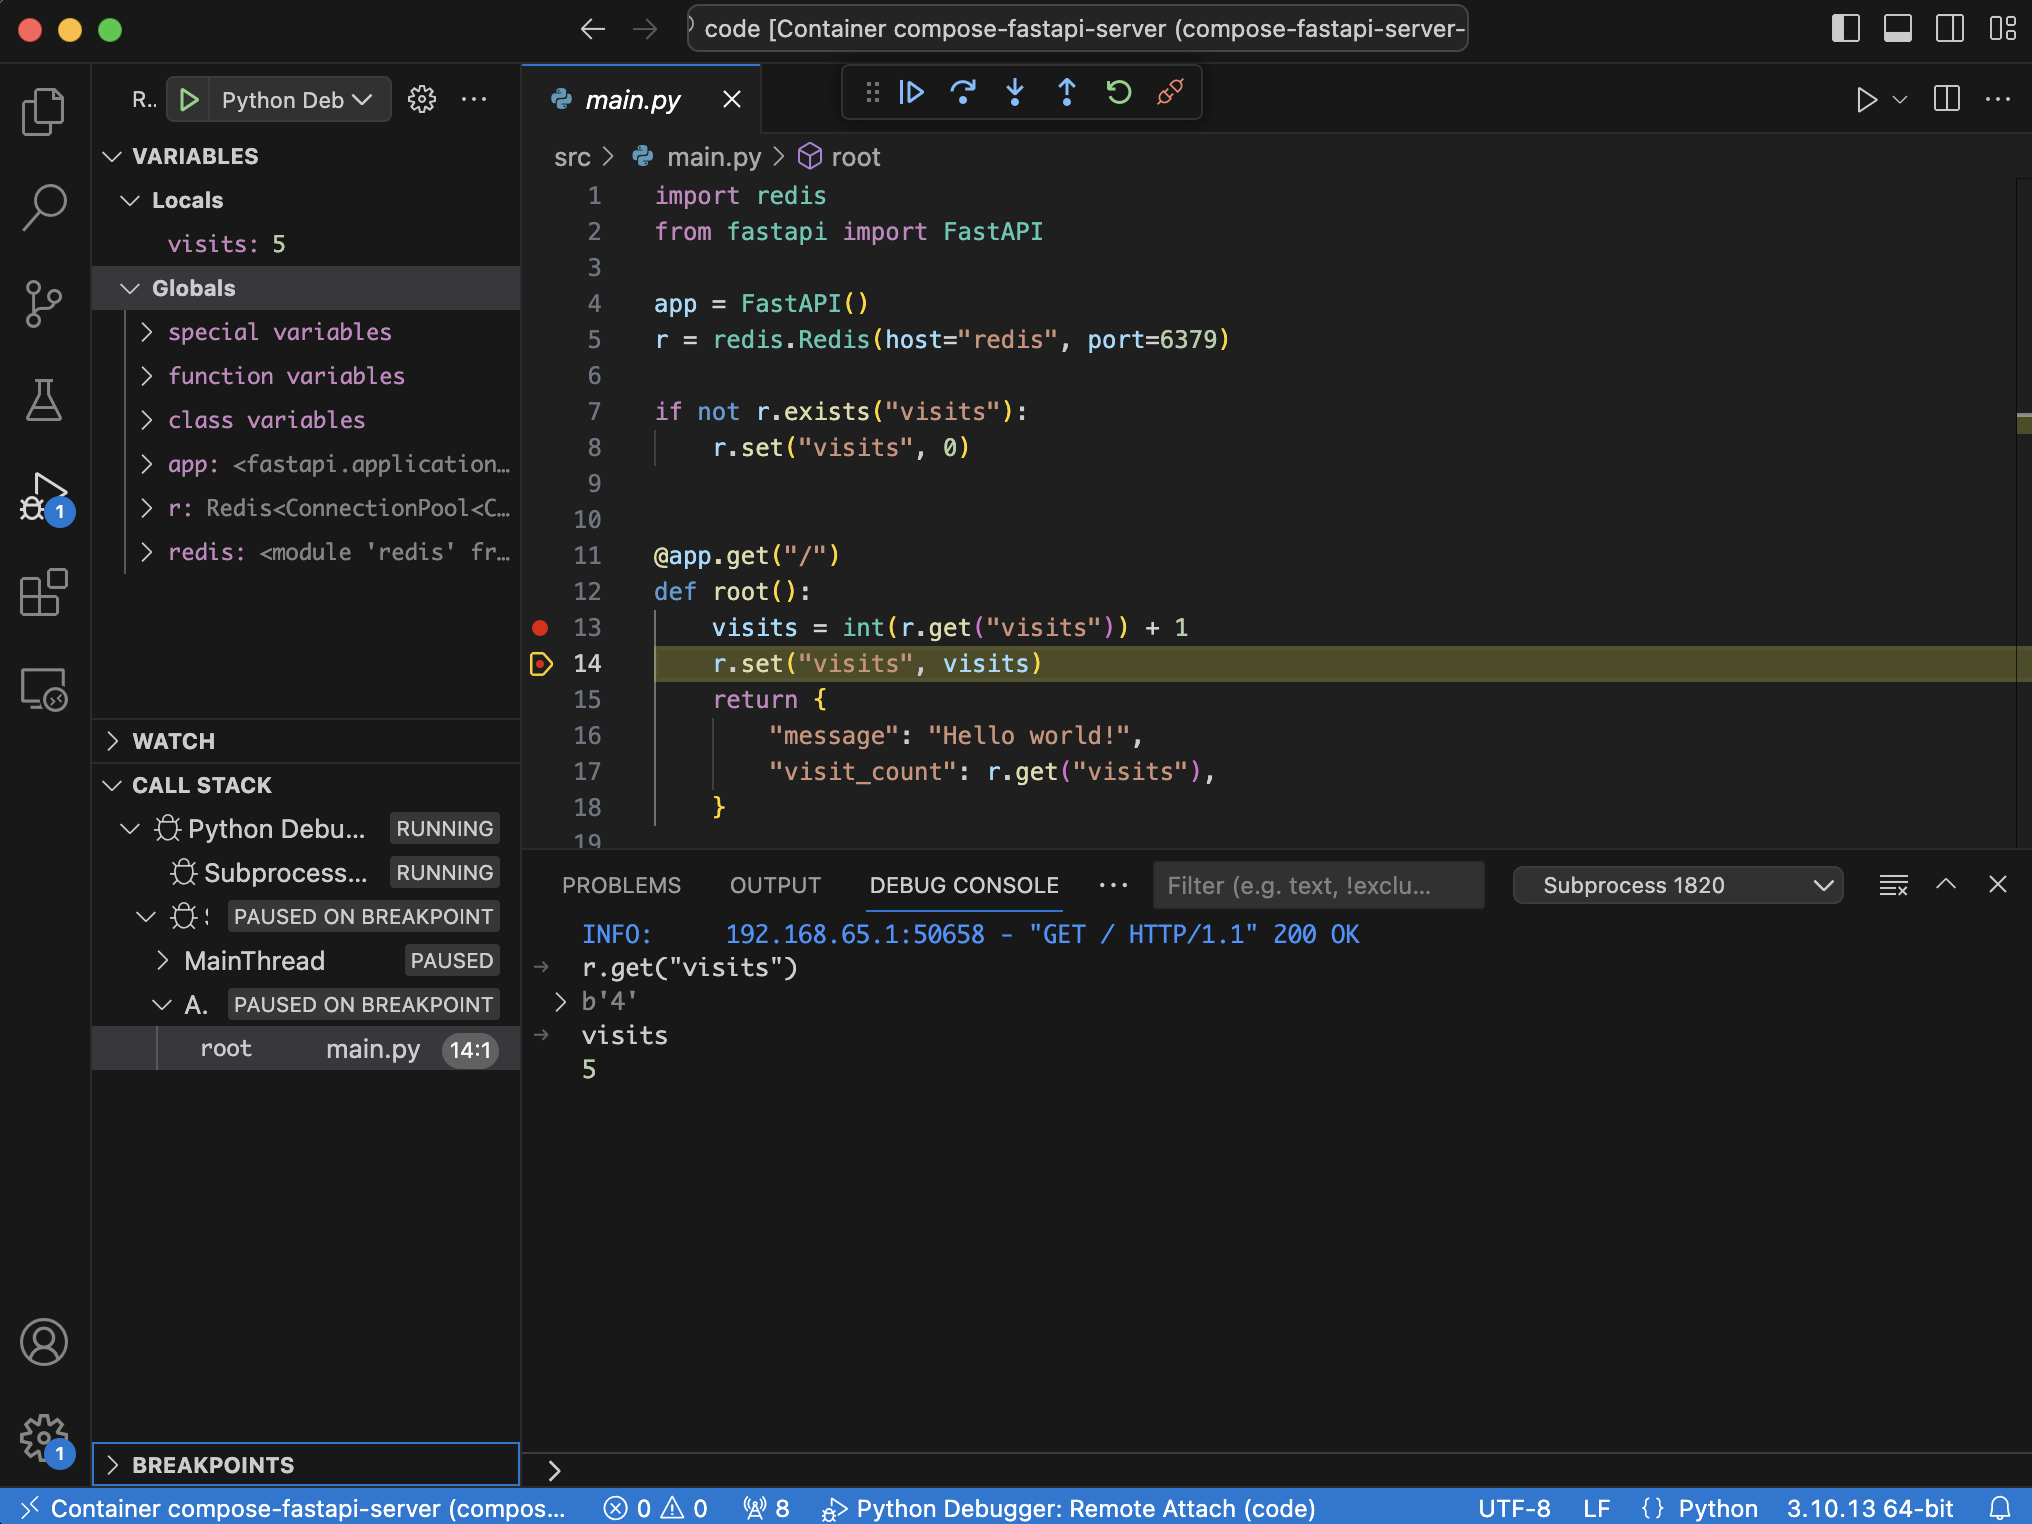 code [Container compose-fastapi-server (compose-fastapi-server-
R..
Python Deb
main.py
VARIABLES
Locals
visits: 5
Globals
special variables
function variables
class variables
app: <fastapi.application…
r: Redis<ConnectionPool<C…
redis: <module 'redis' fr…
WATCH
CALL STACK
Python Debu... RUNNING
Subprocess... RUNNING
PAUSED ON BREAKPOINT
MainThread PAUSED
A. PAUSED ON BREAKPOINT
root main.py 14:1
BREAKPOINTS
1
1
src > main.py > root
1 import redis
2 from fastapi import FastAPI
3
4 app = FastAPI()
5 r = redis.Redis(host="redis", port=6379)
6
7 if not r.exists("visits"):
8     r.set("visits", 0)
9
10
11 @app.get("/")
12 def root():
13     visits = int(r.get("visits")) + 1
14     r.set("visits", visits)
15     return {
16         "message": "Hello world!",
17         "visit_count": r.get("visits"),
18     }
19
PROBLEMS OUTPUT DEBUG CONSOLE ··· Filter (e.g. text, !exclu... Subprocess 1820
INFO:     192.168.65.1:50658 - "GET / HTTP/1.1" 200 OK
r.get("visits")
b'4'
visits
5
Container compose-fastapi-server (compos... 0 0 8 Python Debugger: Remote Attach (code) UTF-8 LF {} Python 3.10.13 64-bit